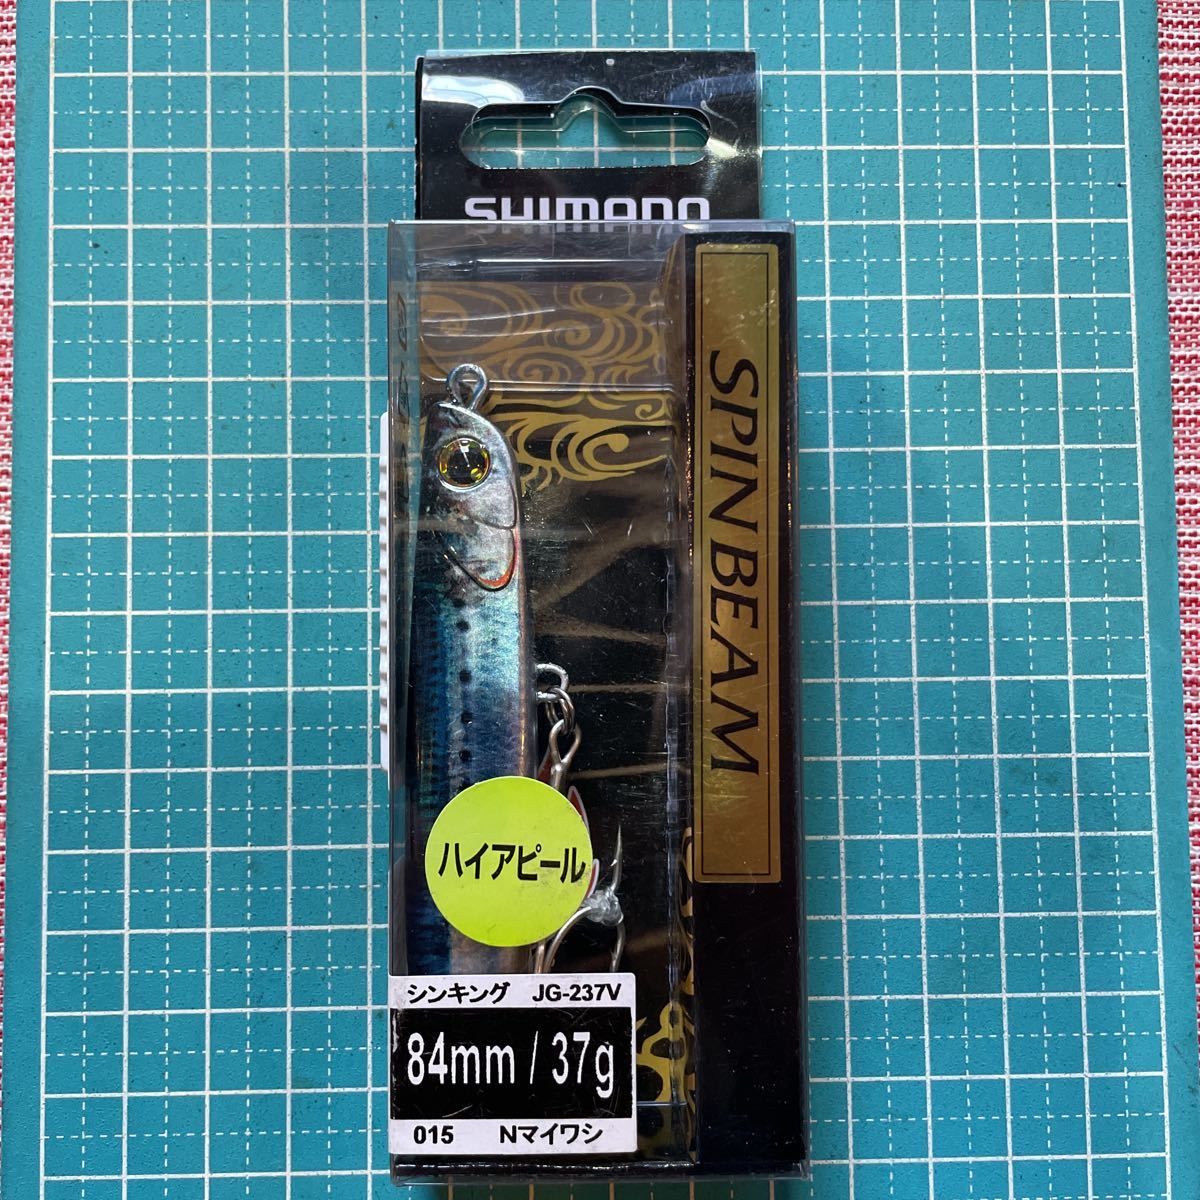 SHIMANO
SPIN BEAM
ハイアピール
シンキング JG-237V
84mm / 37g
015 Nマイワシ